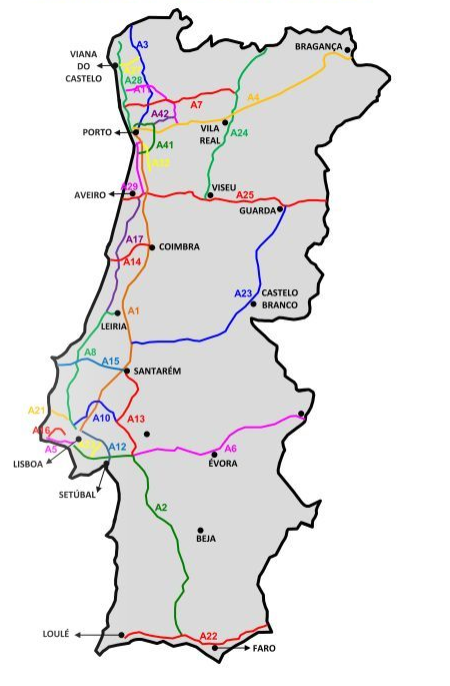 A3
BRAGANÇA
VIANA
DO
CASTELO
A28
A11
A7
A4
A42
PORTO
VILA
REAL
A24
A41
A29
AVEIRO
VISEU
A25
GUARDA
A17
COIMBRA
A14
A23
CASTELO
BRANCO
A1
LEIRIA
A8
A15
SANTARÉM
A21
A10
A13
A16
A5
A12
A6
LISBOA
ÉVORA
SETÚBAL
A2
BEJA
LOULÉ
A22
FARO